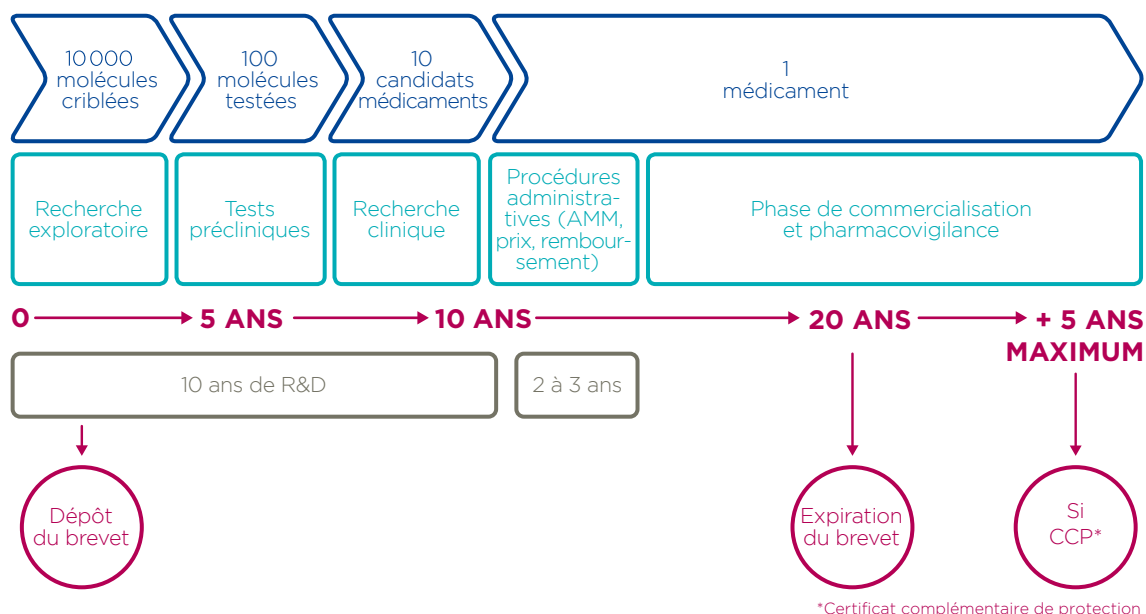 10 000
molécules
criblées
100
molécules
testées
10
candidats
médicaments
1
médicament
Recherche
exploratoire
Tests
précliniques
Recherche
clinique
Procédures
administra-
tives (AMM,
prix, rembour-
sement)
Phase de commercialisation
et pharmacovigilance
0
5 ANS
10 ANS
20 ANS
+ 5 ANS
MAXIMUM
10 ans de R&D
2 à 3 ans
Dépôt
du brevet
Expiration
du brevet
Si
CCP*
*Certificat complémentaire de protection